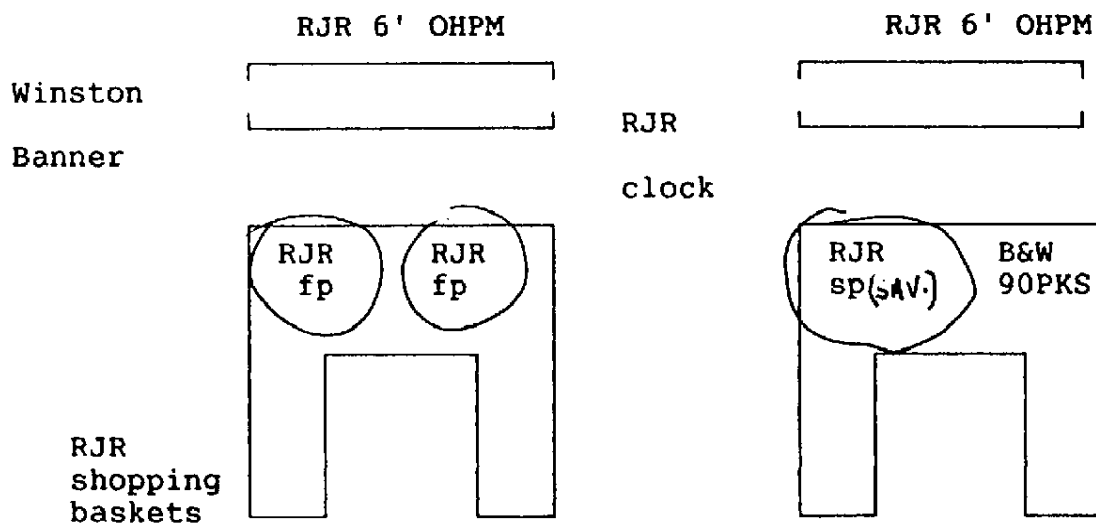 RJR 6' OHPM
RJR 6' OHPM
Winston
Banner
RJR
clock
RJR
fp
RJR
fp
RJR
sp(SAV.)
B&W
90PKS
RJR
shopping
baskets